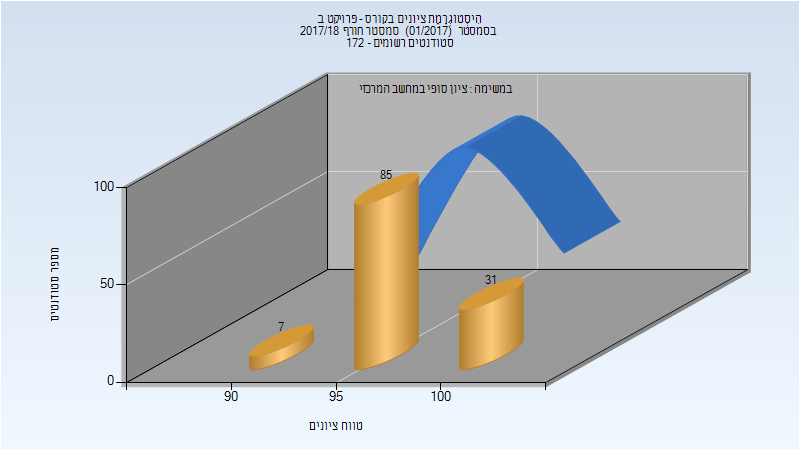 היסטוגרמת ציונים בקורס - פרויקט ב
בסמסטר (01/2017) סמסטר חורף 2017/18
סטודנטים רשומים - 172
במשימה : ציון סופי במחשב המרכזי
100
50
0
מספר סטודנטים
7
85
31
90
95
100
טווח ציונים